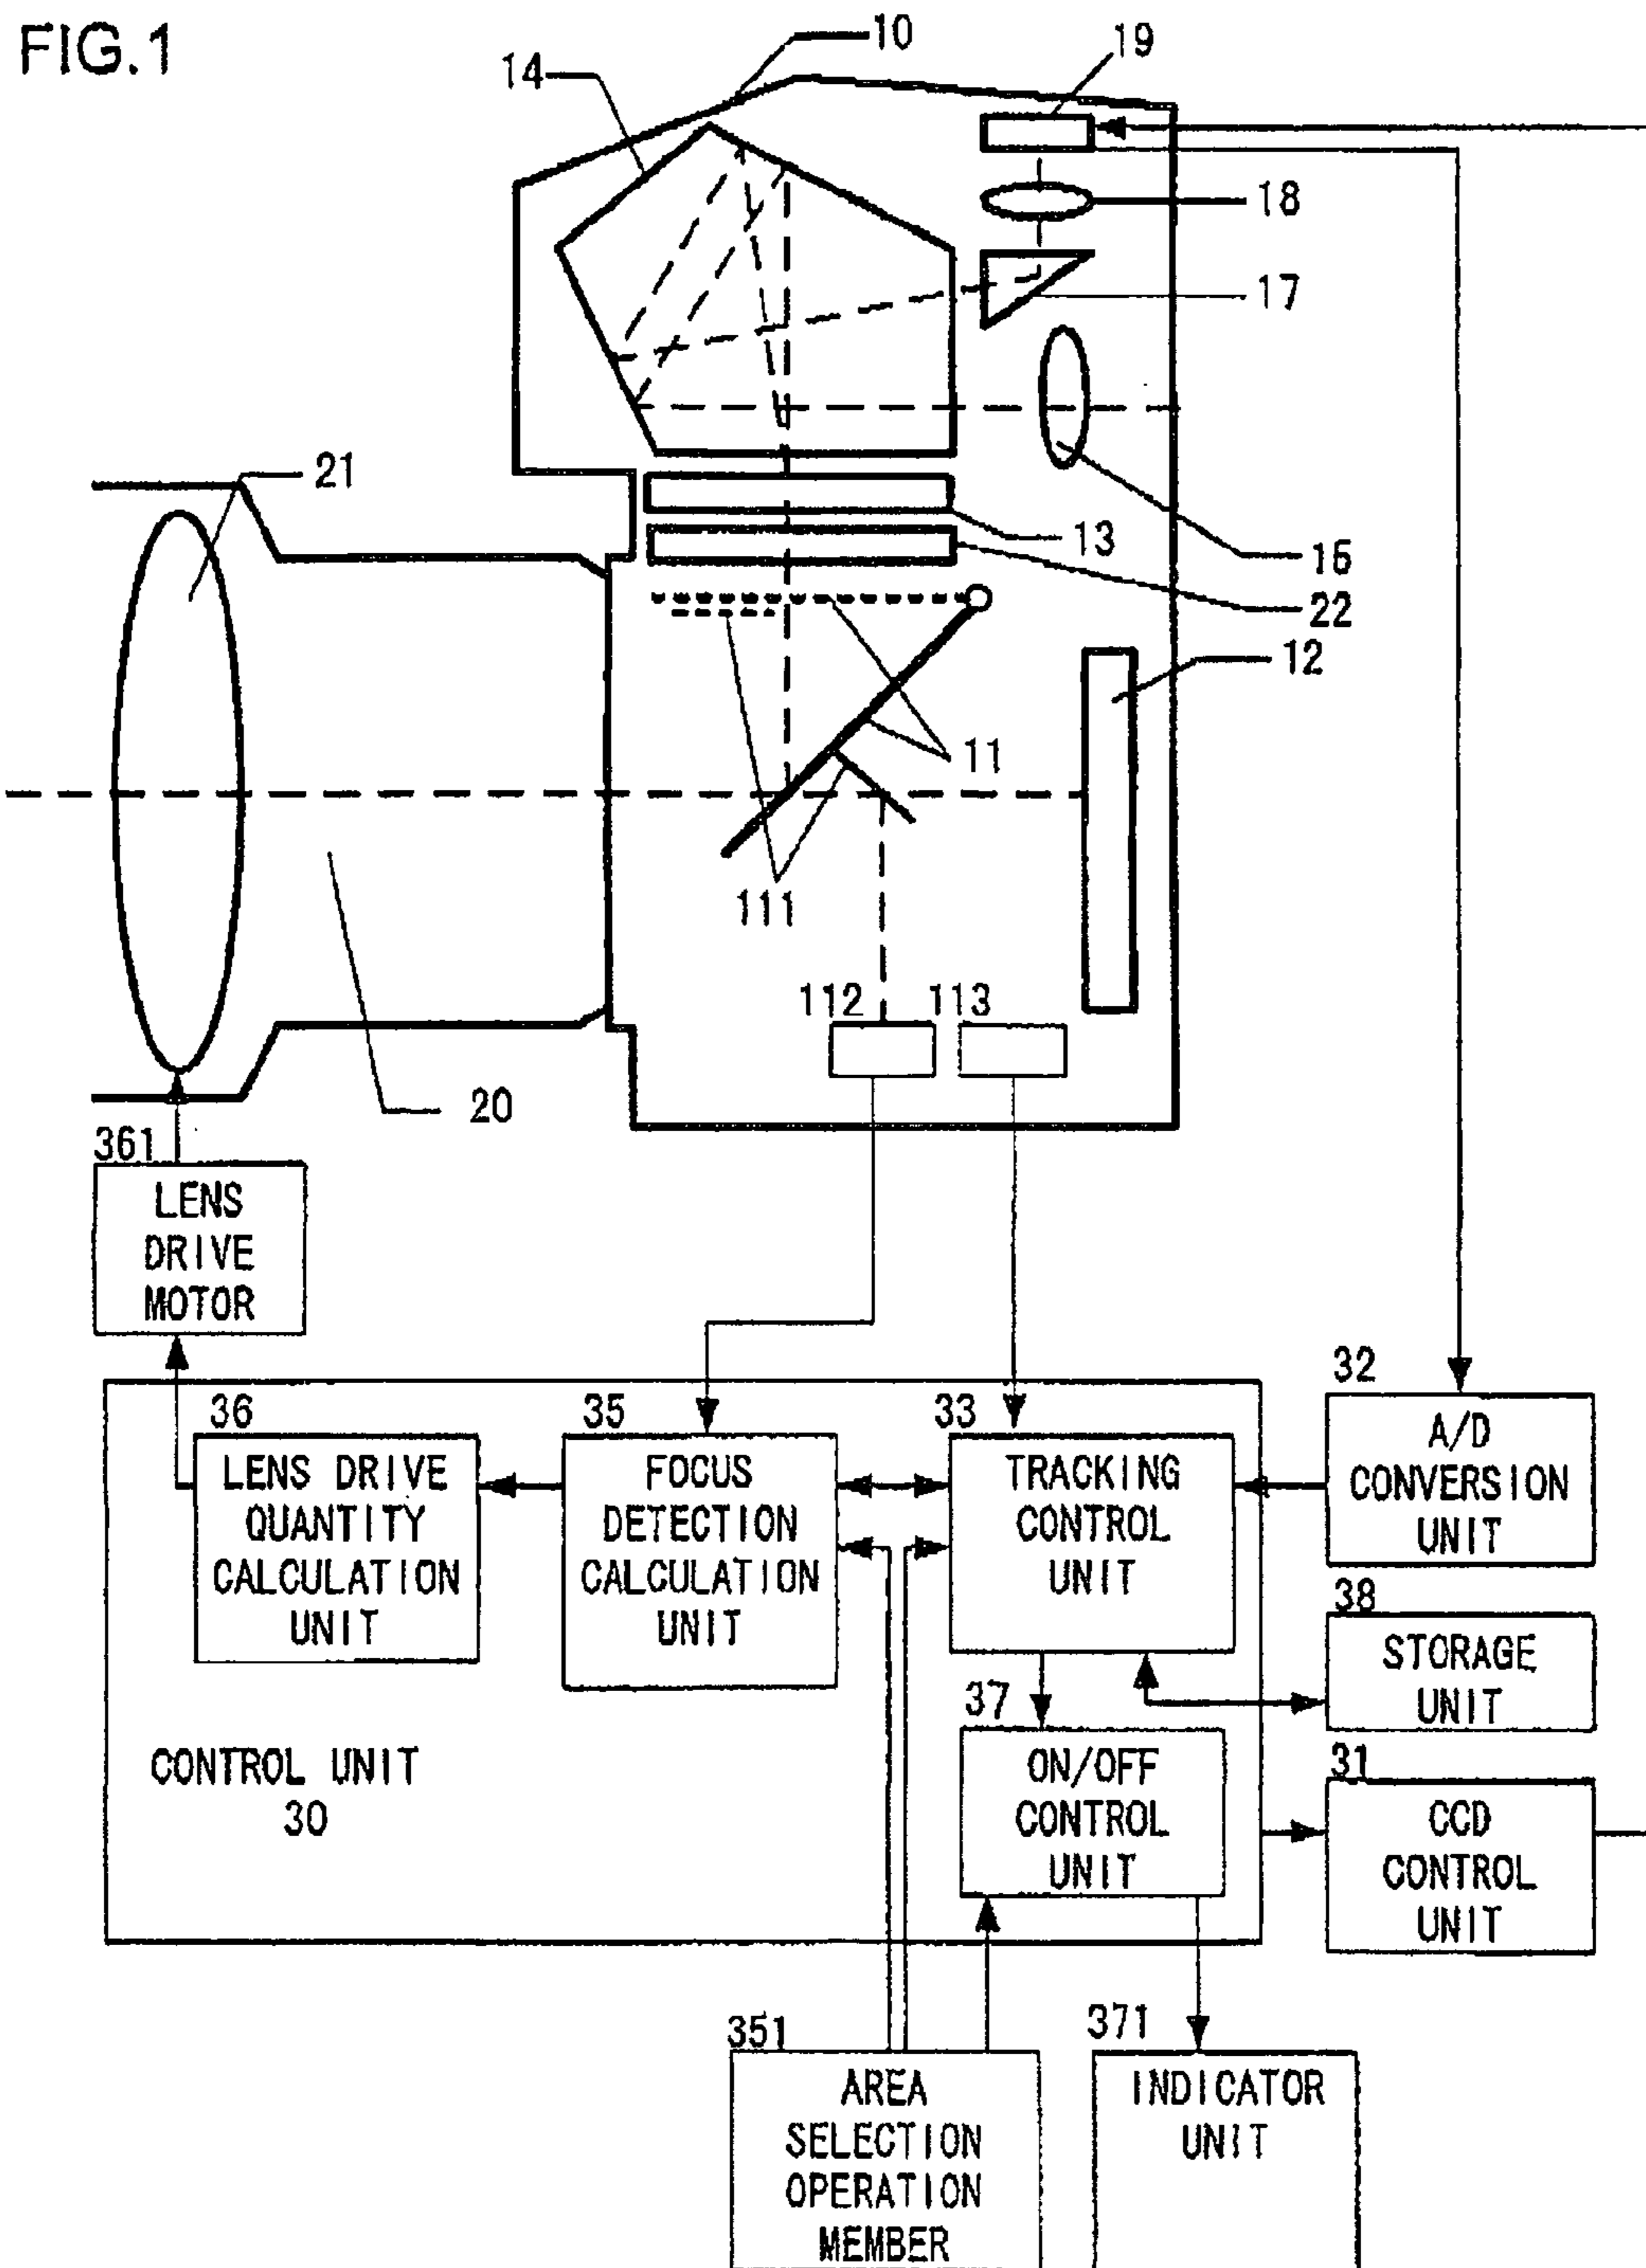 FIG.1
10
19
14
18
17
21
13
15
22
12
11
111
112
113
20
361
LENS
DRIVE
MOTOR
32
A/D
CONVERSION
UNIT
36
LENS DRIVE
QUANTITY
CALCULATION
UNIT
35
FOCUS
DETECTION
CALCULATION
UNIT
33
TRACKING
CONTROL
UNIT
38
STORAGE
UNIT
37
ON/OFF
CONTROL
UNIT
CONTROL UNIT
30
31
CCD
CONTROL
UNIT
351
AREA
SELECTION
OPERATION
MEMBER
371
INDICATOR
UNIT